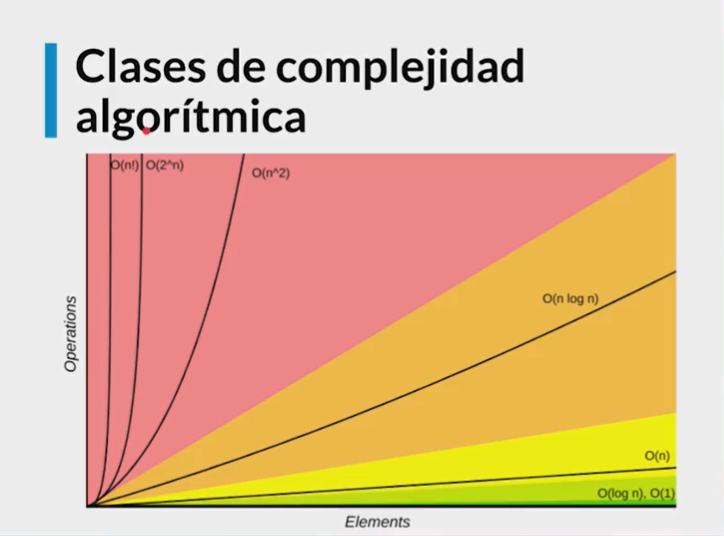 Clases de complejidad
algorítmica
O(n!) O(2^n)
O(n^2)
O(n log n)
O(n)
O(log n), O(1)
Operations
Elements